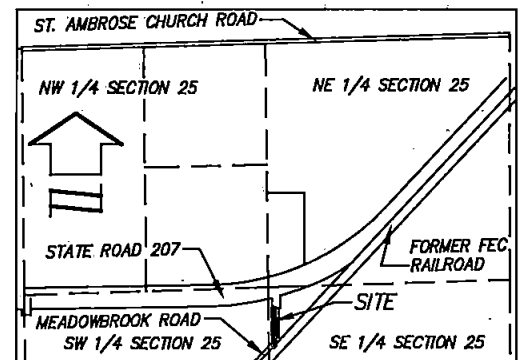 ST. AMBROSE CHURCH ROAD
NW 1/4 SECTION 25
NE 1/4 SECTION 25
STATE ROAD 207
FORMER FEC
RAILROAD
SITE
MEADOWBROOK ROAD
SW 1/4 SECTION 25
SE 1/4 SECTION 25